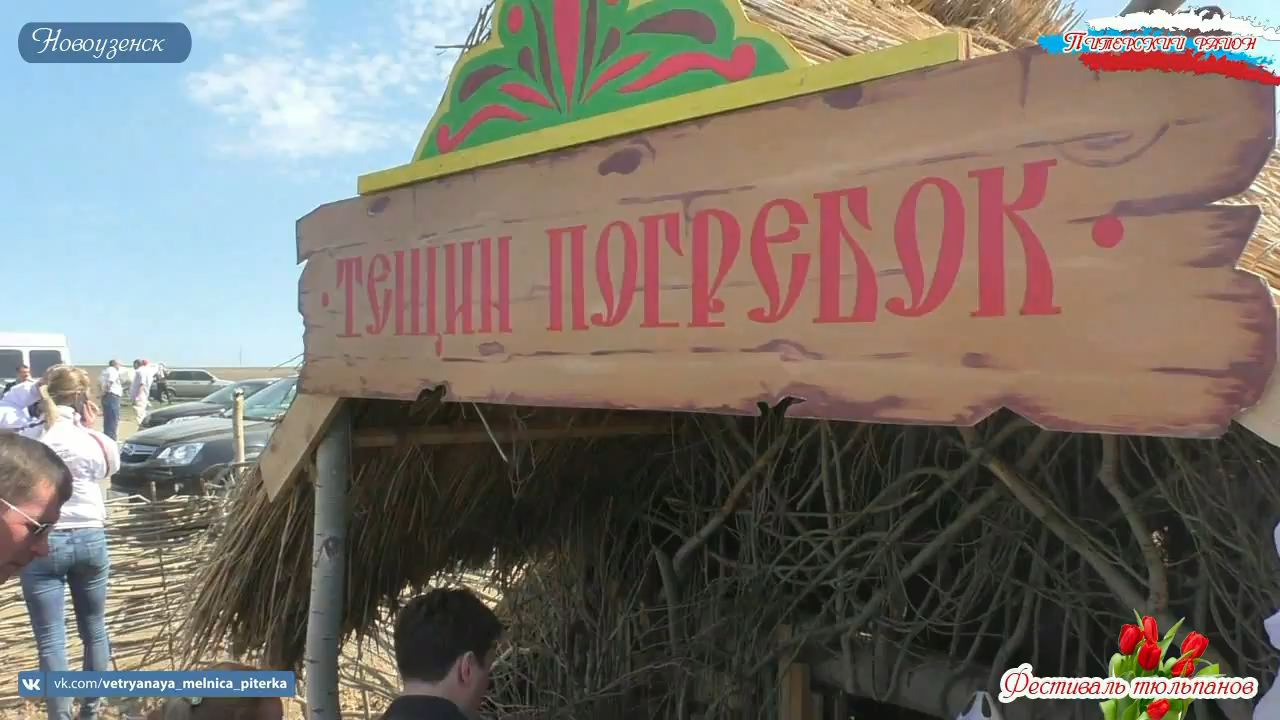 Новоузенск
Питерский район
ТЕЩИН ПОГРЕБОК
vk.com/vetryanaya_melnica_piterka
Фестиваль тюльпанов